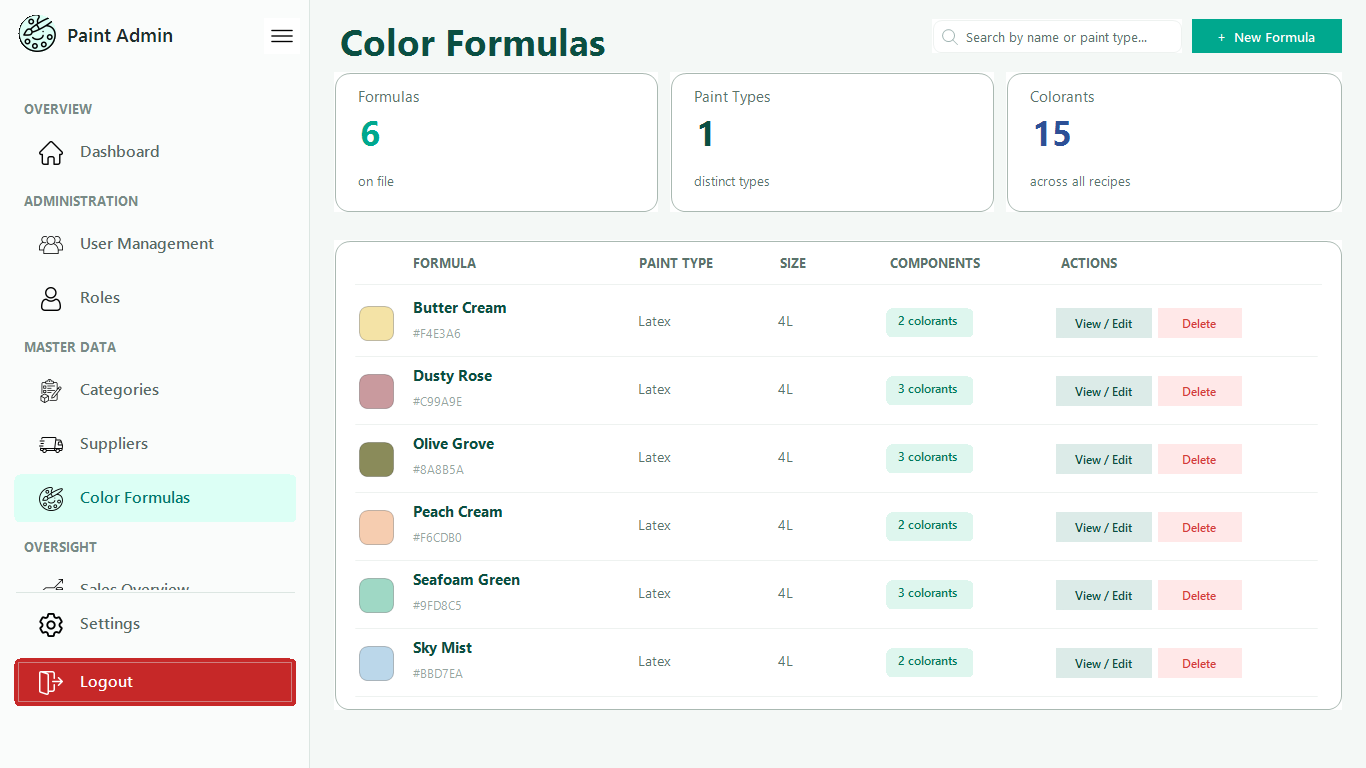 Paint Admin
OVERVIEW
Dashboard
ADMINISTRATION
User Management
Roles
MASTER DATA
Categories
Suppliers
Color Formulas
OVERSIGHT
Sales Overview
Settings
Logout
Color Formulas
Search by name or paint type...
+ New Formula
Formulas
6
on file
Paint Types
1
distinct types
Colorants
15
across all recipes
FORMULA PAINT TYPE SIZE COMPONENTS ACTIONS
Butter Cream
#F4E3A6
Latex 4L 2 colorants View / Edit Delete
Dusty Rose
#C99A9E
Latex 4L 3 colorants View / Edit Delete
Olive Grove
#8A8B5A
Latex 4L 3 colorants View / Edit Delete
Peach Cream
#F6CDB0
Latex 4L 2 colorants View / Edit Delete
Seafoam Green
#9FD8C5
Latex 4L 3 colorants View / Edit Delete
Sky Mist
#BBD7EA
Latex 4L 2 colorants View / Edit Delete